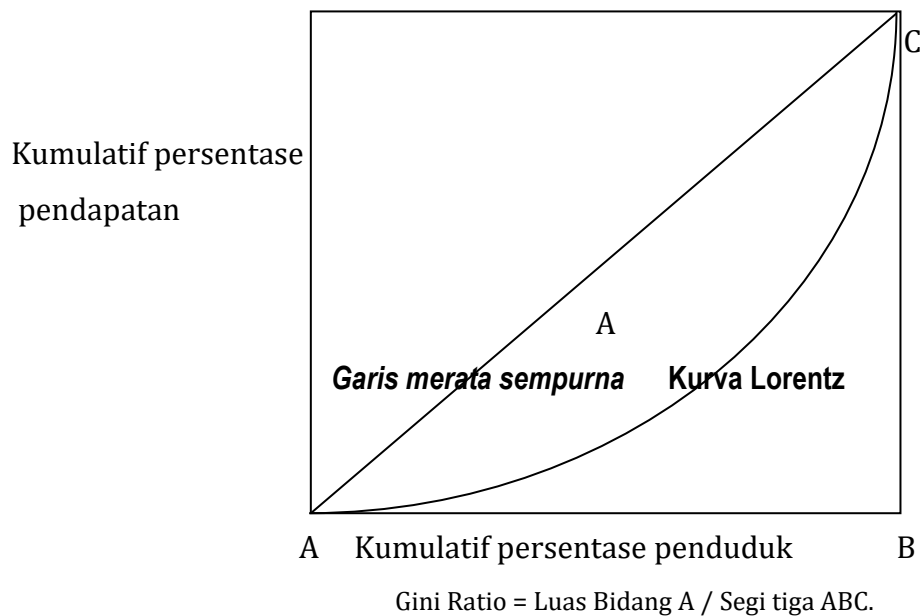 C
Kumulatif persentase
pendapatan
A
Garis merata sempurna
Kurva Lorentz
A
Kumulatif persentase penduduk
B
Gini Ratio = Luas Bidang A / Segi tiga ABC.